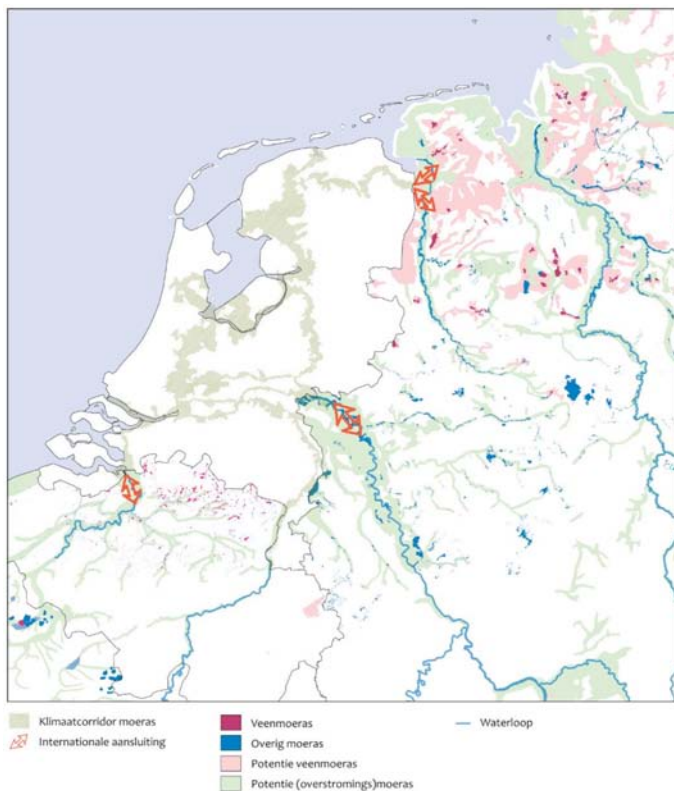 Klimaatcorridor moeras
Internationale aansluiting
Veenmoeras
Overig moeras
Potentie veenmoeras
Potentie (overstromings)moeras
Waterloop